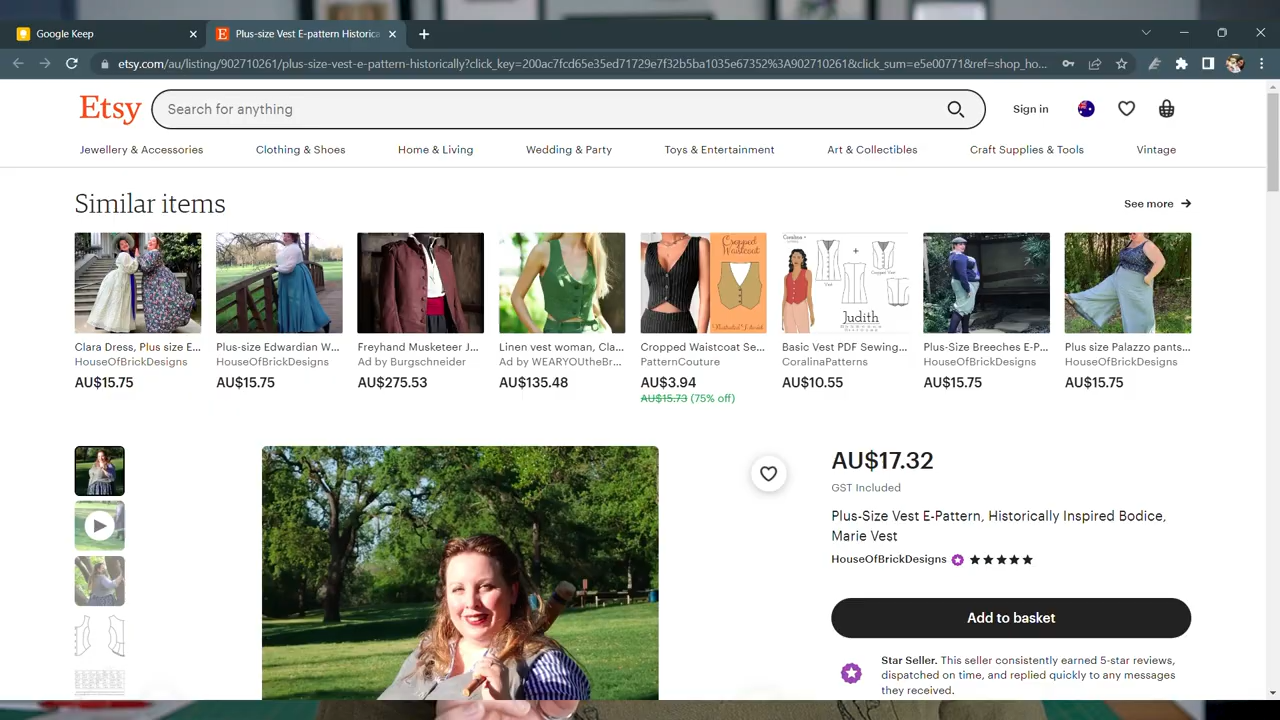 Google Keep
Plus-size Vest E-pattern Historica
etsy.com/au/listing/902710261/plus-size-vest-e-pattern-historically?click_key=200ac7fcd65e35ed71729e7f32b5ba1035e67352%3A902710261&click_sum=e5e00771&ref=shop_ho...
Etsy
Search for anything
Sign in
Jewellery & Accessories
Clothing & Shoes
Home & Living
Wedding & Party
Toys & Entertainment
Art & Collectibles
Craft Supplies & Tools
Vintage
Similar items
See more
Cropped Waistcoat
Coralina
Vest
Cropped Vest
Judith
Clara Dress, Plus size E...
HouseOfBrickDesigns
AU$15.75
Plus-size Edwardian W...
HouseOfBrickDesigns
AU$15.75
Freyhand Musketeer J...
Ad by Burgschneider
AU$275.53
Linen vest woman, Cla...
Ad by WEARYOUtheBr...
AU$135.48
Cropped Waistcoat Se...
PatternCouture
AU$3.94
AU$15.73 (75% off)
Basic Vest PDF Sewing...
CoralinaPatterns
AU$10.55
Plus-Size Breeches E-P...
HouseOfBrickDesigns
AU$15.75
Plus size Palazzo pants...
HouseOfBrickDesigns
AU$15.75
AU$17.32
GST Included
Plus-Size Vest E-Pattern, Historically Inspired Bodice,
Marie Vest
HouseOfBrickDesigns
Add to basket
Star Seller. This seller consistently earned 5-star reviews,
dispatched on time, and replied quickly to any messages
they received.